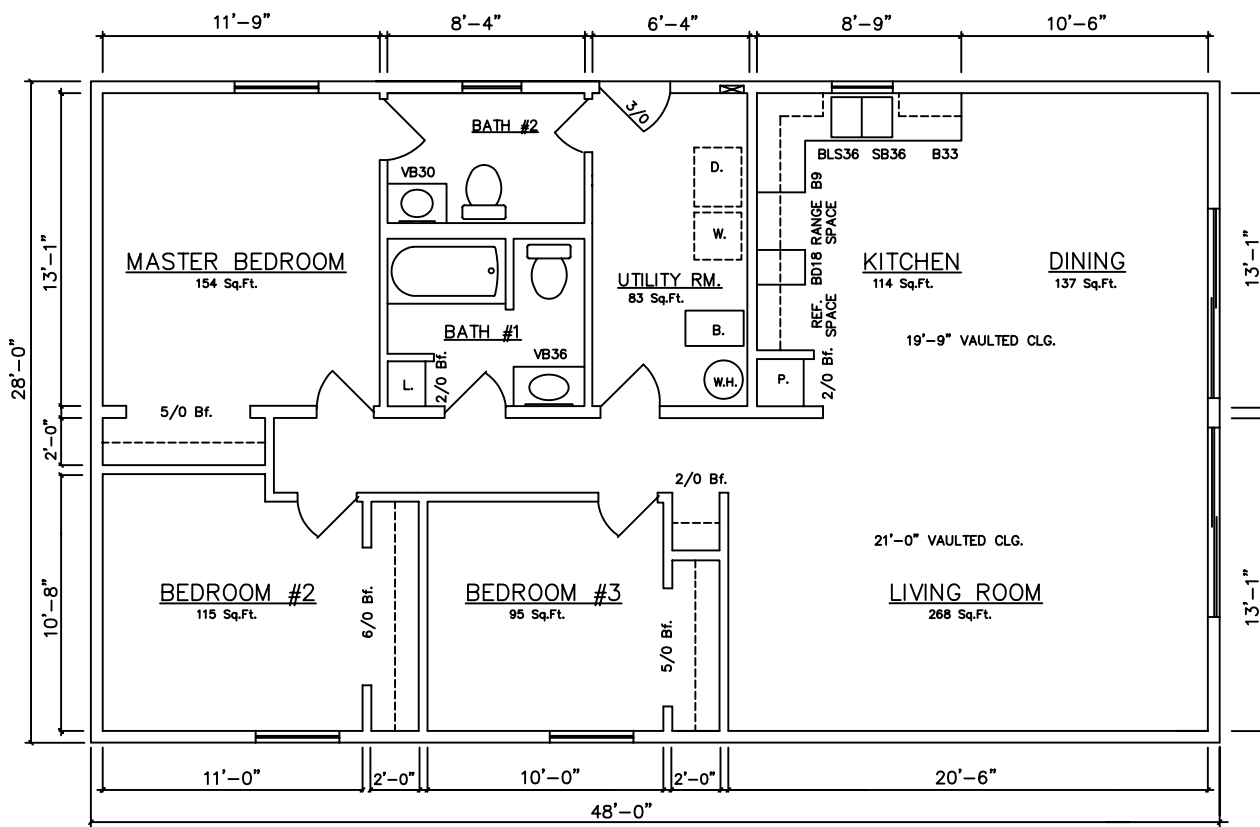 11'-9"
8'-4"
6'-4"
8'-9"
10'-6"
3/0
BATH #2
D.
BLS36 SB36 B33
VB30
B9
RANGE SPACE
W.
13'-1"
MASTER BEDROOM
154 Sq.Ft.
UTILITY RM.
83 Sq.Ft.
BD18
KITCHEN
114 Sq.Ft.
DINING
137 Sq.Ft.
13'-1"
REF. SPACE
BATH #1
B.
19'-9" VAULTED CLG.
28'-0"
VB36
L.
2/0 Bf.
W.H.
P.
2/0 Bf.
5/0 Bf.
2'-0"
2/0 Bf.
21'-0" VAULTED CLG.
10'-8"
BEDROOM #2
115 Sq.Ft.
6/0 Bf.
BEDROOM #3
95 Sq.Ft.
5/0 Bf.
LIVING ROOM
268 Sq.Ft.
13'-1"
11'-0"
2'-0"
10'-0"
2'-0"
20'-6"
48'-0"